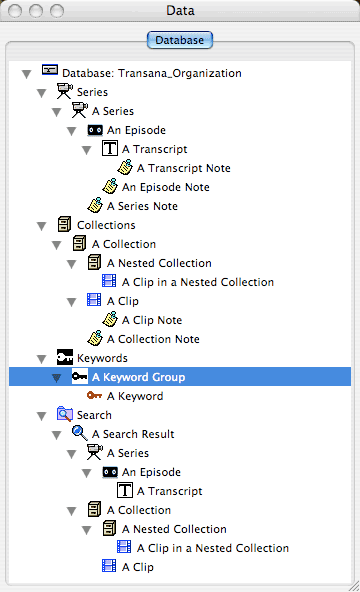 Data
Database
Database: Transana_Organization
Series
A Series
An Episode
A Transcript
A Transcript Note
An Episode Note
A Series Note
Collections
A Collection
A Nested Collection
A Clip in a Nested Collection
A Clip
A Clip Note
A Collection Note
Keywords
A Keyword Group
A Keyword
Search
A Search Result
A Series
An Episode
A Transcript
A Collection
A Nested Collection
A Clip in a Nested Collection
A Clip